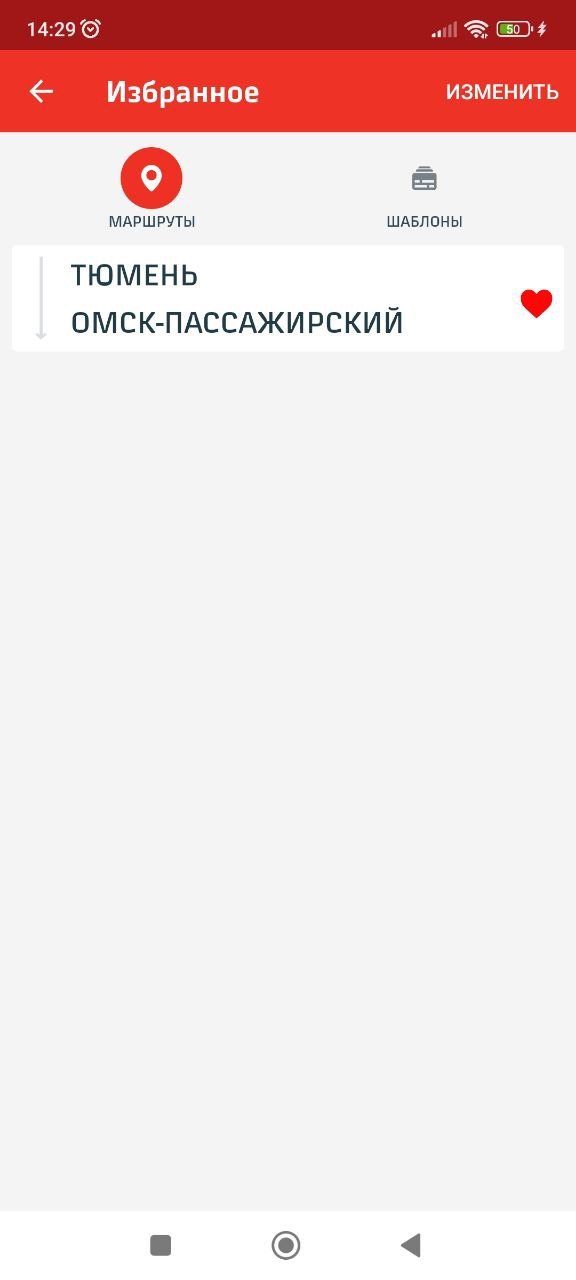 14:29
50
Избранное
ИЗМЕНИТЬ
МАРШРУТЫ
ШАБЛОНЫ
ТЮМЕНЬ
ОМСК-ПАССАЖИРСКИЙ